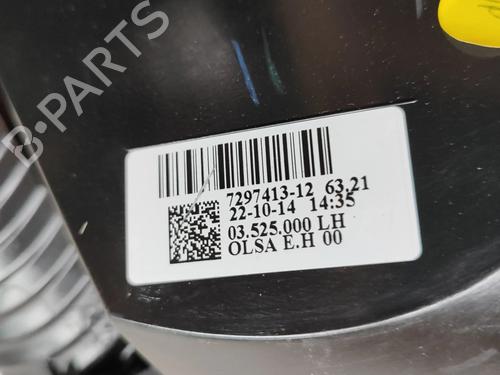 B-PARTS
7297413-12 63.21
22-10-14 14:35
03.525.000 LH
OLSA E.H 00